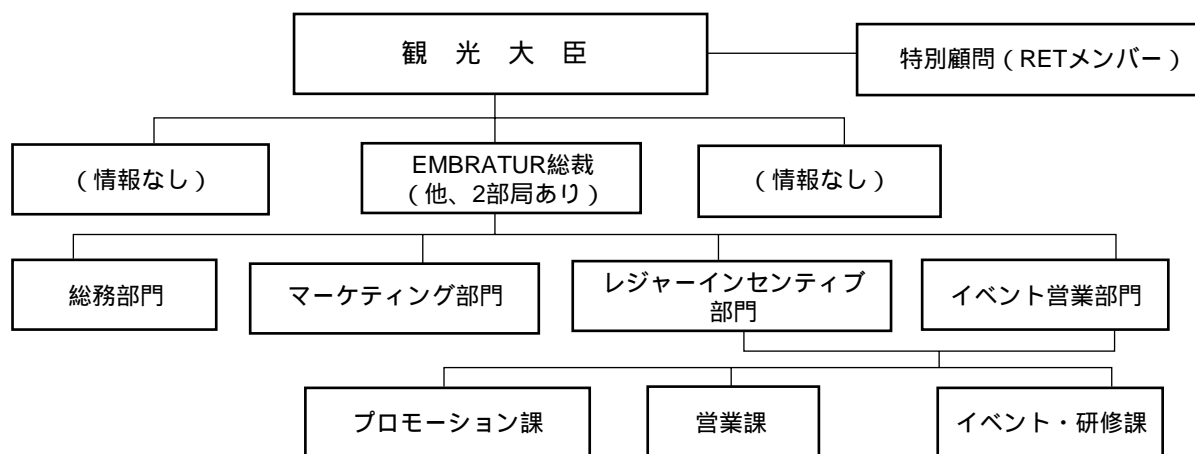 観光大臣
特別顧問（RETメンバー）
（情報なし）
EMBRATUR総裁
（他、2部局あり）
（情報なし）
総務部門
マーケティング部門
レジャーインセンティブ
部門
イベント営業部門
プロモーション課
営業課
イベント・研修課